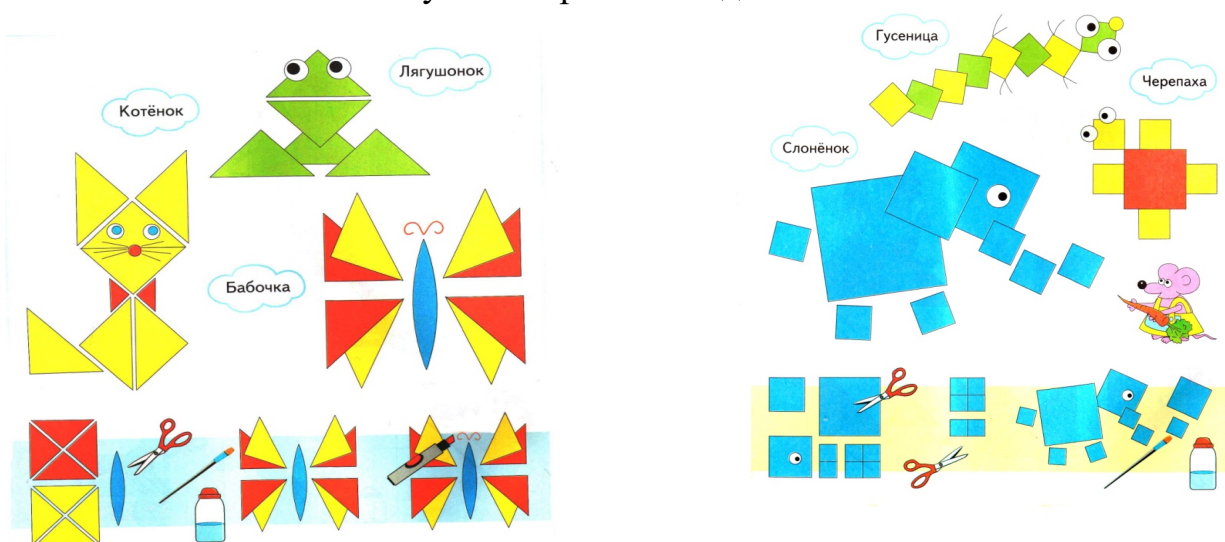 Лягушонок
Котёнок
Бабочка
Гусеница
Черепаха
Слонёнок